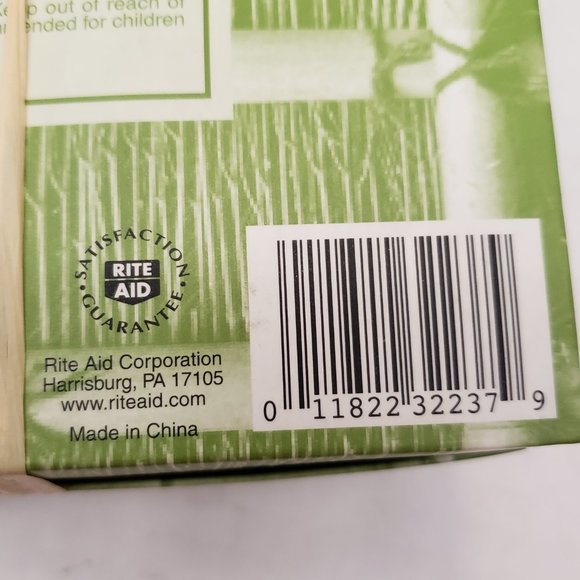 Keep out of reach of
ended for children
SATISFACTION
RITE
AID
GUARANTEE
Rite Aid Corporation
Harrisburg, PA 17105
www.riteaid.com
Made in China
0 11822 32237 9